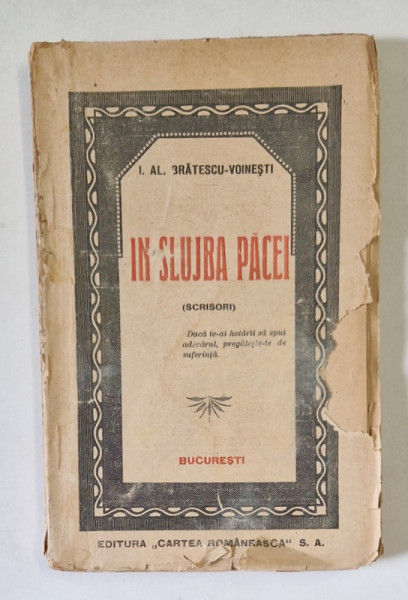 I. AL. BRĂTESCU-VOINEȘTI
IN SLUJBA PĂCEI
(SCRISORI)
Dacă te-ai hotărît să spui
adevărul, pregătește-te de
suferință.
BUCUREȘTI
EDITURA „CARTEA ROMÂNEASCA" S. A.